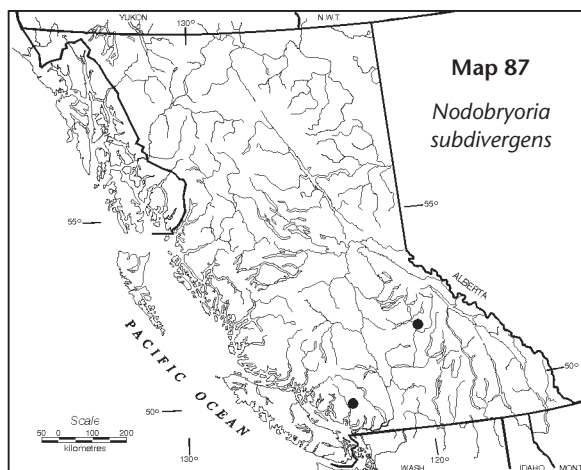 YUKON
N.W.T.
130°
Map 87
Nodobryoria
subdivergens
55°
55°
ALBERTA
PACIFIC OCEAN
50°
50°
Scale
50 0 100 200
kilometres
130°
120°
WASH
IDAHO
MONT